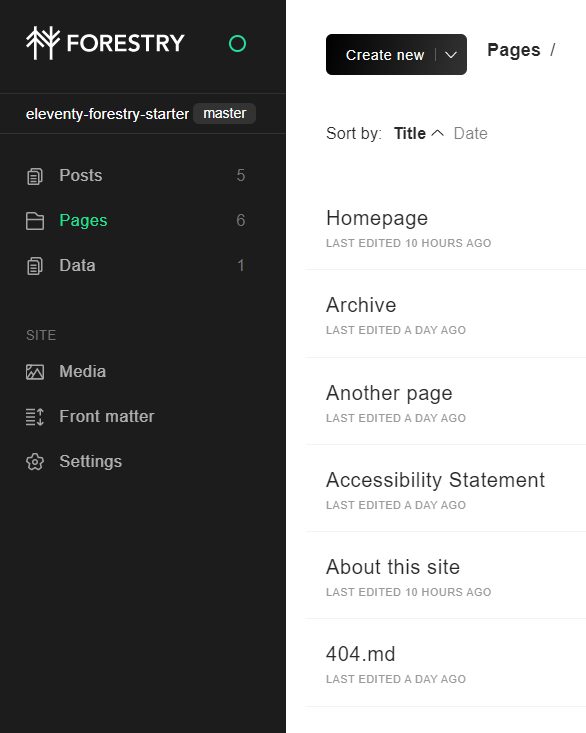 FORESTRY
eleventy-forestry-starter master
Posts 5
Pages 6
Data 1
SITE
Media
Front matter
Settings
Create new
Pages /
Sort by: Title Date
Homepage
LAST EDITED 10 HOURS AGO
Archive
LAST EDITED A DAY AGO
Another page
LAST EDITED A DAY AGO
Accessibility Statement
LAST EDITED A DAY AGO
About this site
LAST EDITED 10 HOURS AGO
404.md
LAST EDITED A DAY AGO